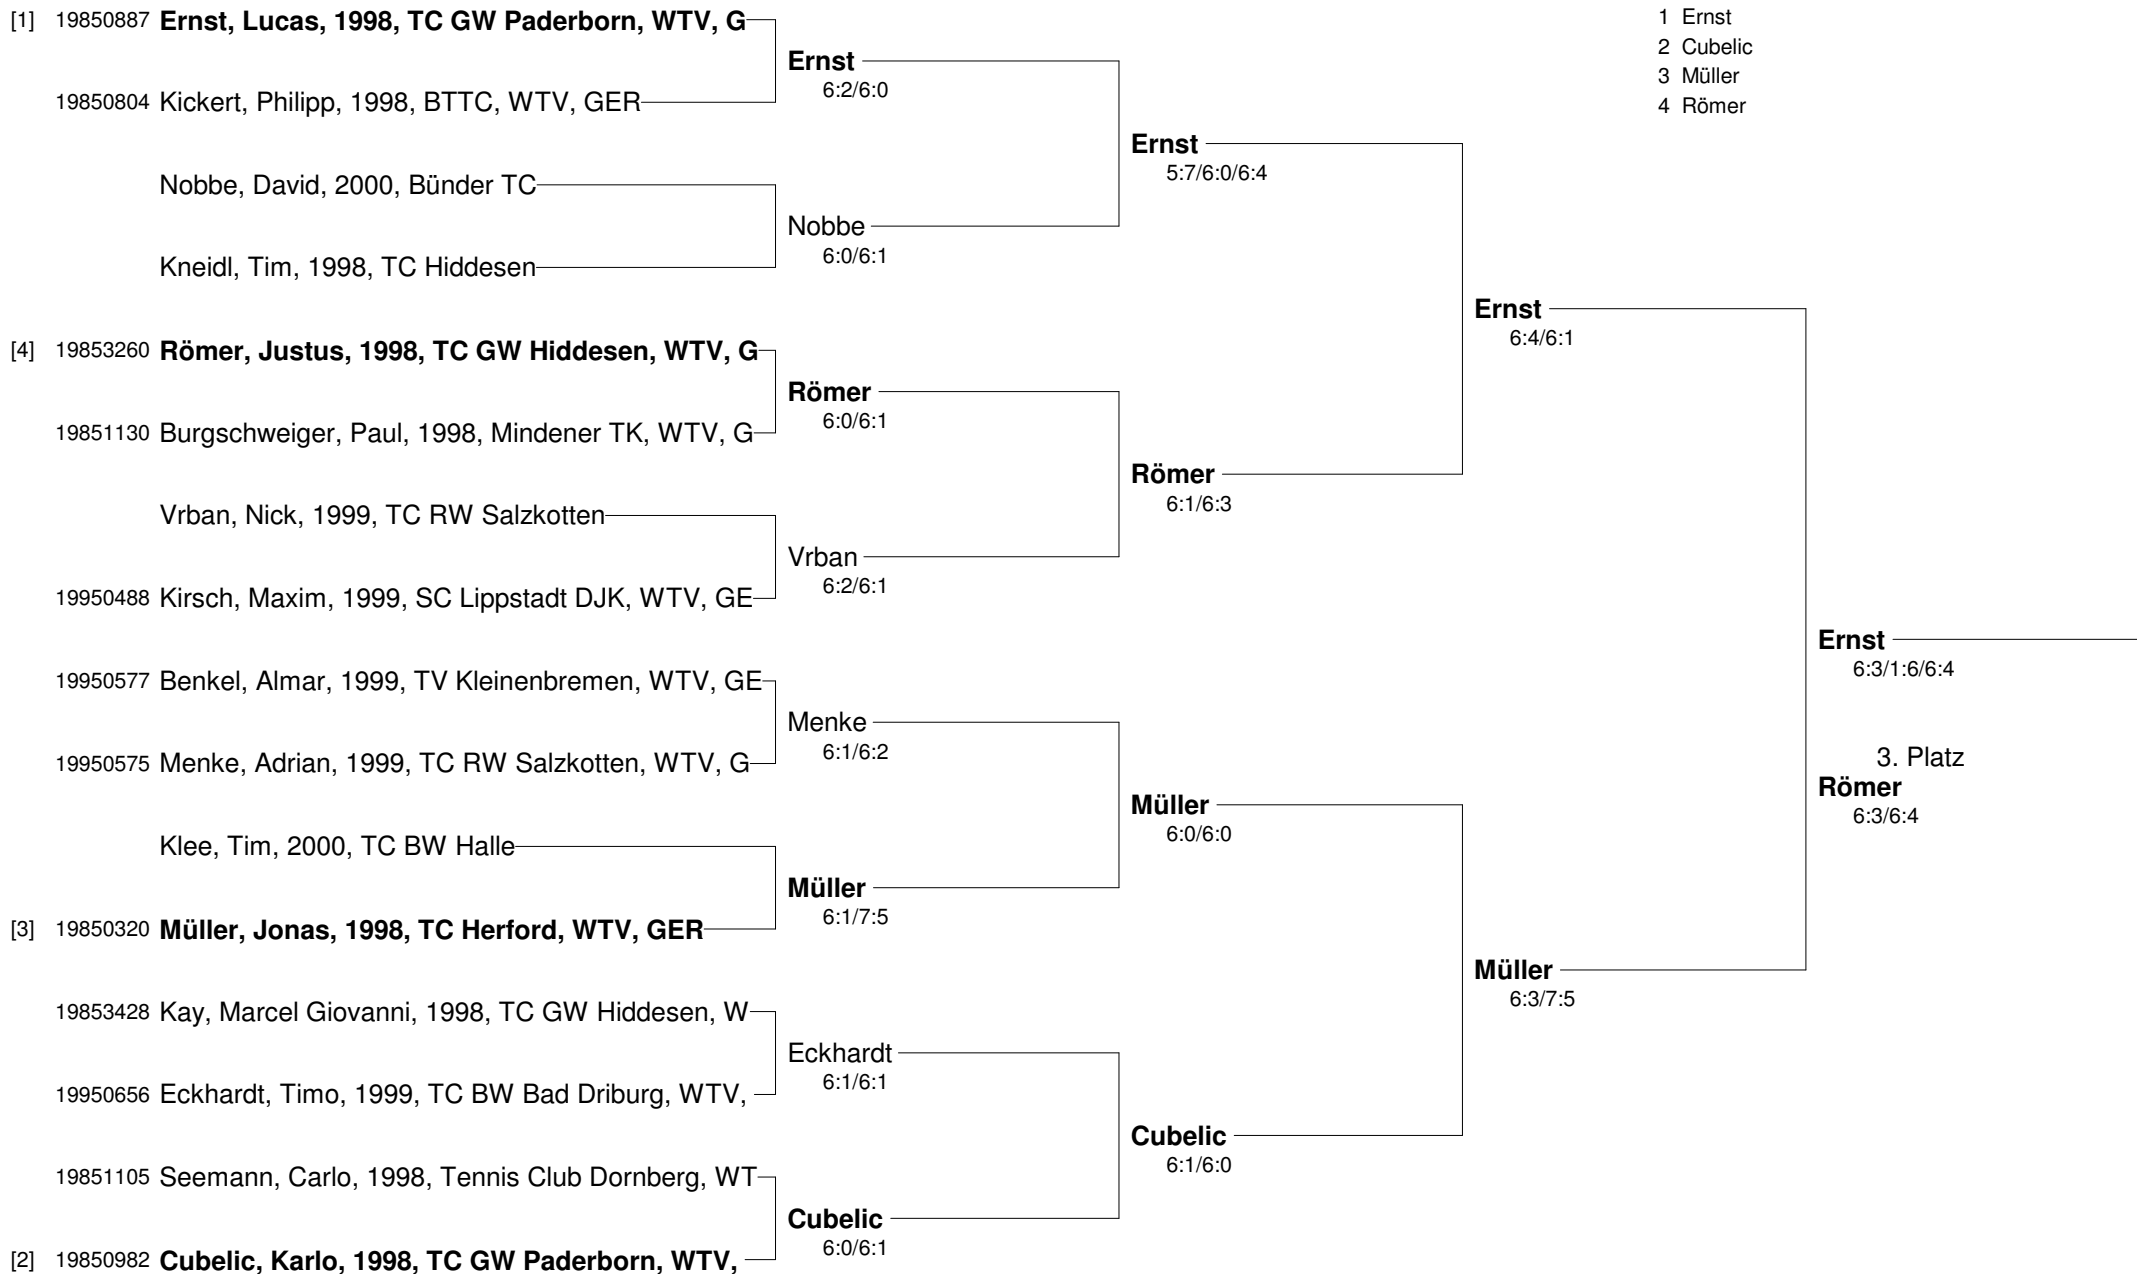 [1] 19850887 Ernst, Lucas, 1998, TC GW Paderborn, WTV, G
19850804 Kickert, Philipp, 1998, BTTC, WTV, GER
Nobbe, David, 2000, Bünder TC
Kneidl, Tim, 1998, TC Hiddesen
[4] 19853260 Römer, Justus, 1998, TC GW Hiddesen, WTV, G
19851130 Burgschweiger, Paul, 1998, Mindener TK, WTV, G
Vrban, Nick, 1999, TC RW Salzkotten
19950488 Kirsch, Maxim, 1999, SC Lippstadt DJK, WTV, GE
19950577 Benkel, Almar, 1999, TV Kleinenbremen, WTV, GE
19950575 Menke, Adrian, 1999, TC RW Salzkotten, WTV, G
Klee, Tim, 2000, TC BW Halle
[3] 19850320 Müller, Jonas, 1998, TC Herford, WTV, GER
19853428 Kay, Marcel Giovanni, 1998, TC GW Hiddesen, W
19950656 Eckhardt, Timo, 1999, TC BW Bad Driburg, WTV,
19851105 Seemann, Carlo, 1998, Tennis Club Dornberg, WT
[2] 19850982 Cubelic, Karlo, 1998, TC GW Paderborn, WTV,
Ernst
6:2/6:0
Nobbe
6:0/6:1
Römer
6:0/6:1
Vrban
6:2/6:1
Menke
6:1/6:2
Müller
6:1/7:5
Eckhardt
6:1/6:1
Cubelic
6:0/6:1
Ernst
5:7/6:0/6:4
Römer
6:1/6:3
Müller
6:0/6:0
Cubelic
6:1/6:0
Ernst
6:4/6:1
Müller
6:3/7:5
1 Ernst
2 Cubelic
3 Müller
4 Römer
Ernst
6:3/1:6/6:4
3. Platz
Römer
6:3/6:4